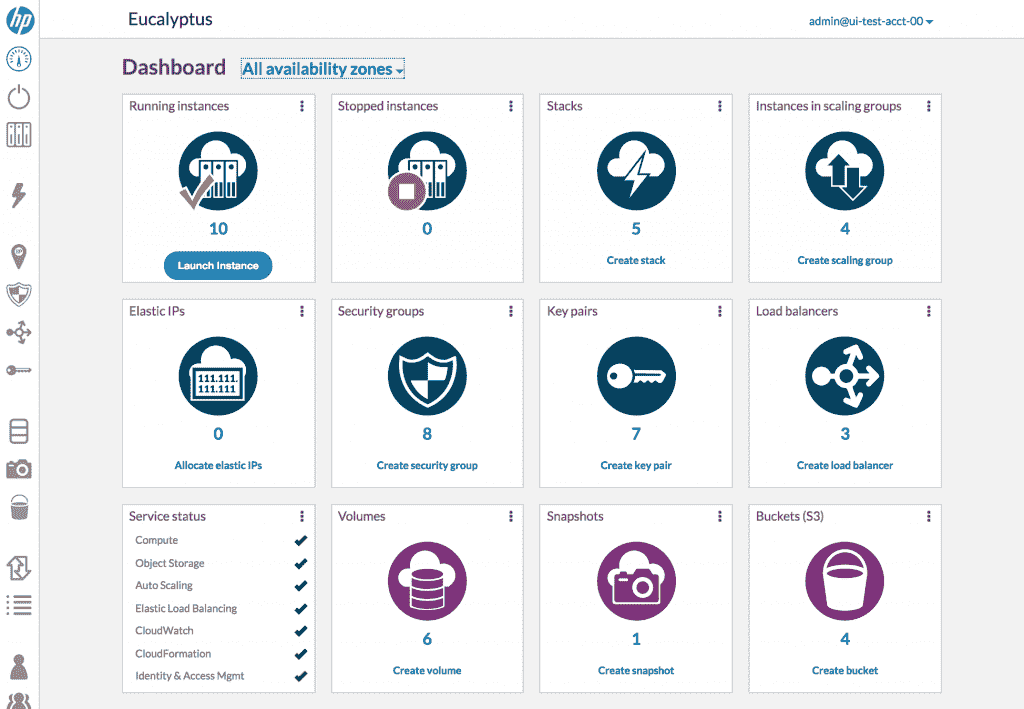 hp
Eucalyptus
admin@ui-test-acct-00
Dashboard
All availability zones
Running instances
10
Launch Instance
Stopped instances
0
Stacks
5
Create stack
Instances in scaling groups
4
Create scaling group
Elastic IPs
111.111.
111.111
0
Allocate elastic IPs
Security groups
8
Create security group
Key pairs
7
Create key pair
Load balancers
3
Create load balancer
Service status
Compute
Object Storage
Auto Scaling
Elastic Load Balancing
CloudWatch
CloudFormation
Identity & Access Mgmt
Volumes
6
Create volume
Snapshots
1
Create snapshot
Buckets (S3)
4
Create bucket